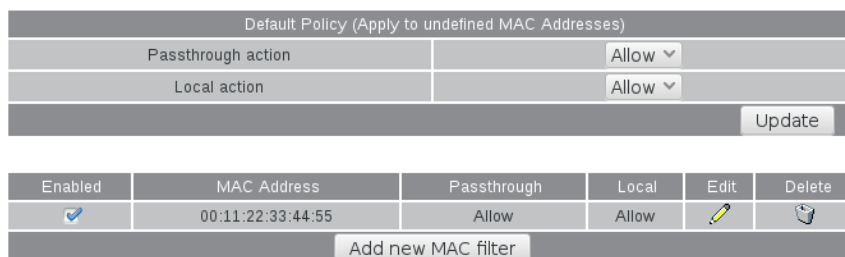 Default Policy (Apply to undefined MAC Addresses)
Passthrough action Allow
Local action Allow
Update
Enabled MAC Address Passthrough Local Edit Delete
00:11:22:33:44:55 Allow Allow
Add new MAC filter